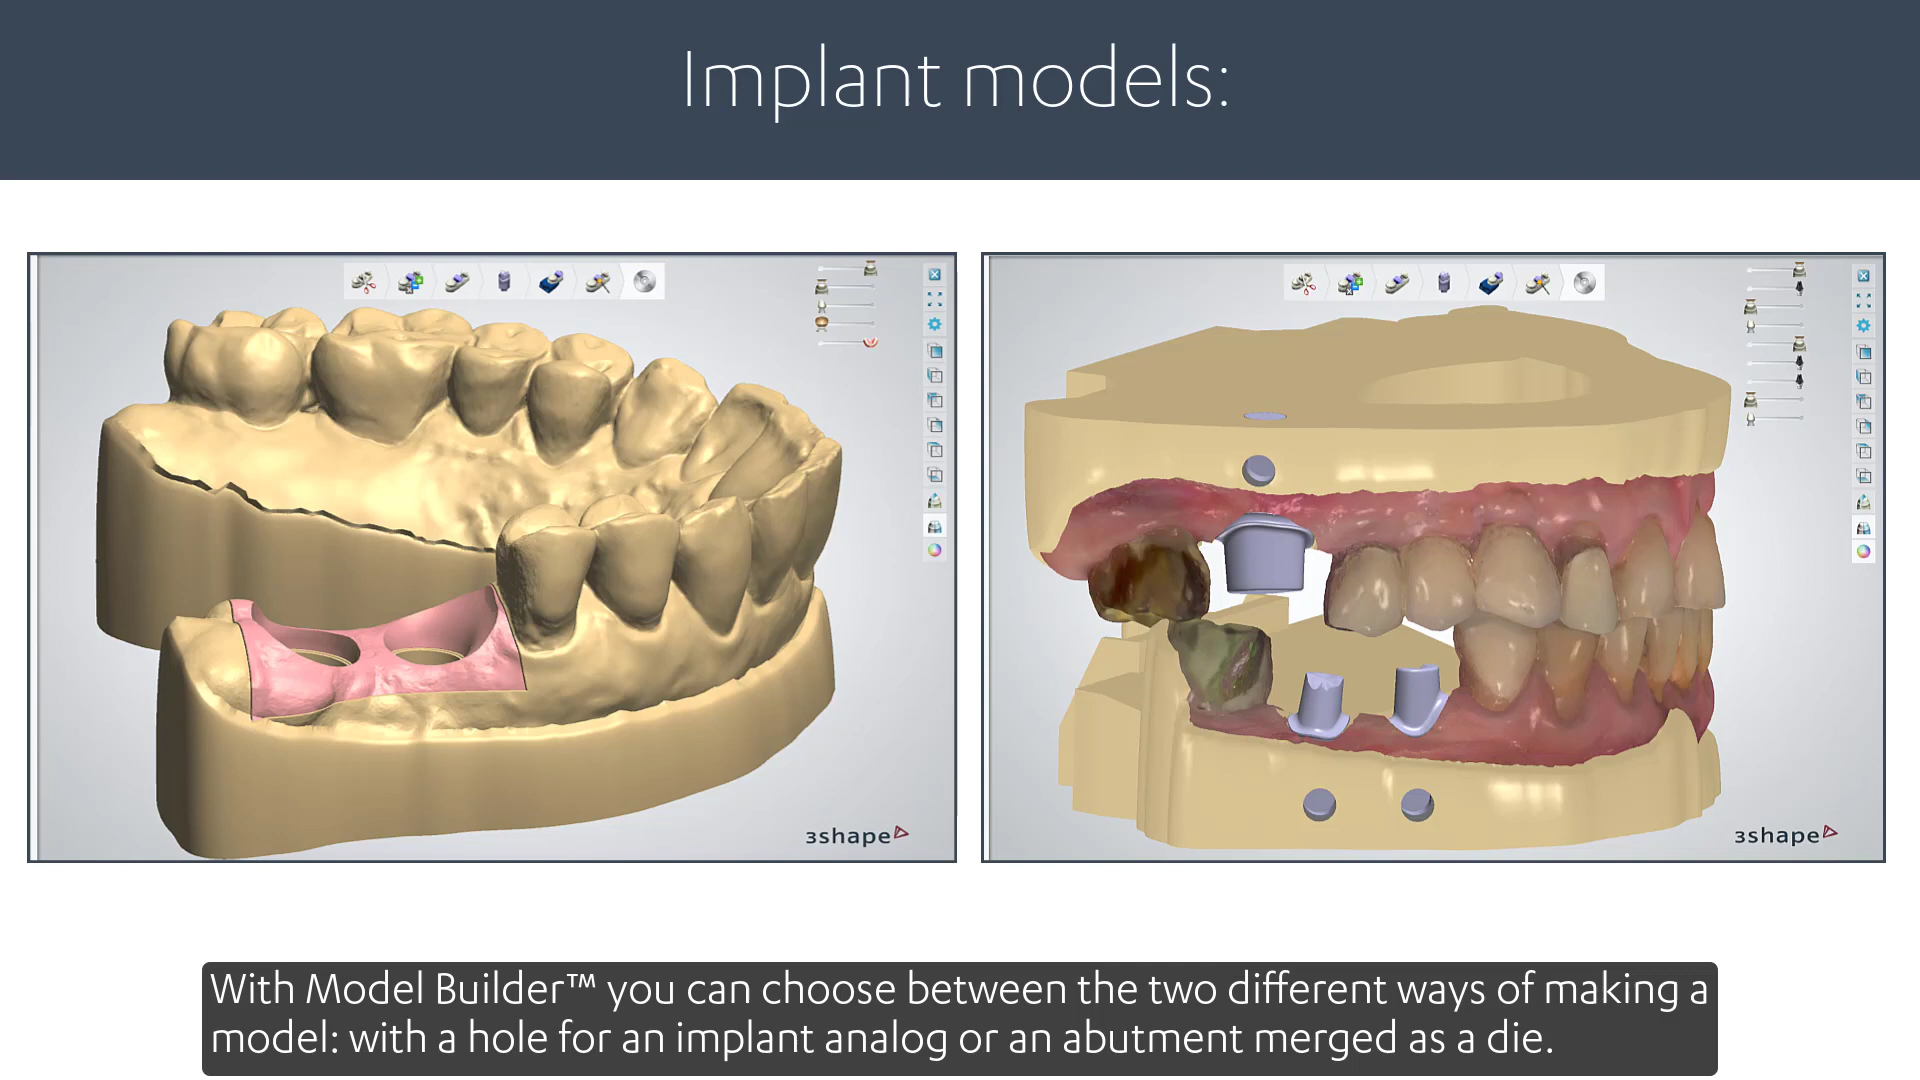 Implant models:
3shape
3shape
With Model Builder™ you can choose between the two different ways of making a
model: with a hole for an implant analog or an abutment merged as a die.